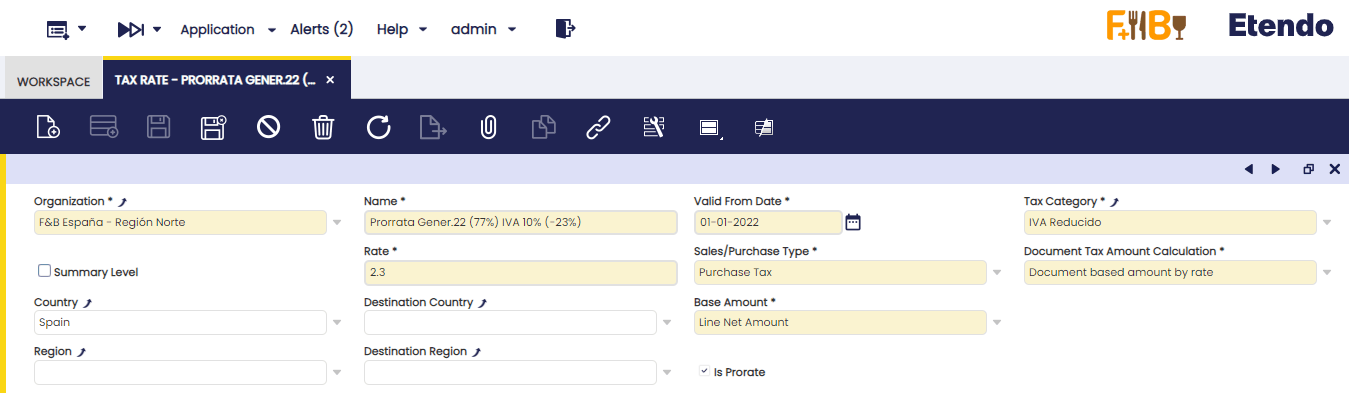 Application Alerts (2) Help admin F+B Etendo
WORKSPACE TAX RATE - PRORRATA GENER.22 (...
Organization * Name * Valid From Date * Tax Category *
F&B España - Región Norte Prorrata Gener.22 (77%) IVA 10% (-23%) 01-01-2022 IVA Reducido
Rate * Sales/Purchase Type * Document Tax Amount Calculation *
Summary Level 2.3 Purchase Tax Document based amount by rate
Country Destination Country Base Amount *
Spain Line Net Amount
Region Destination Region
Is Prorate